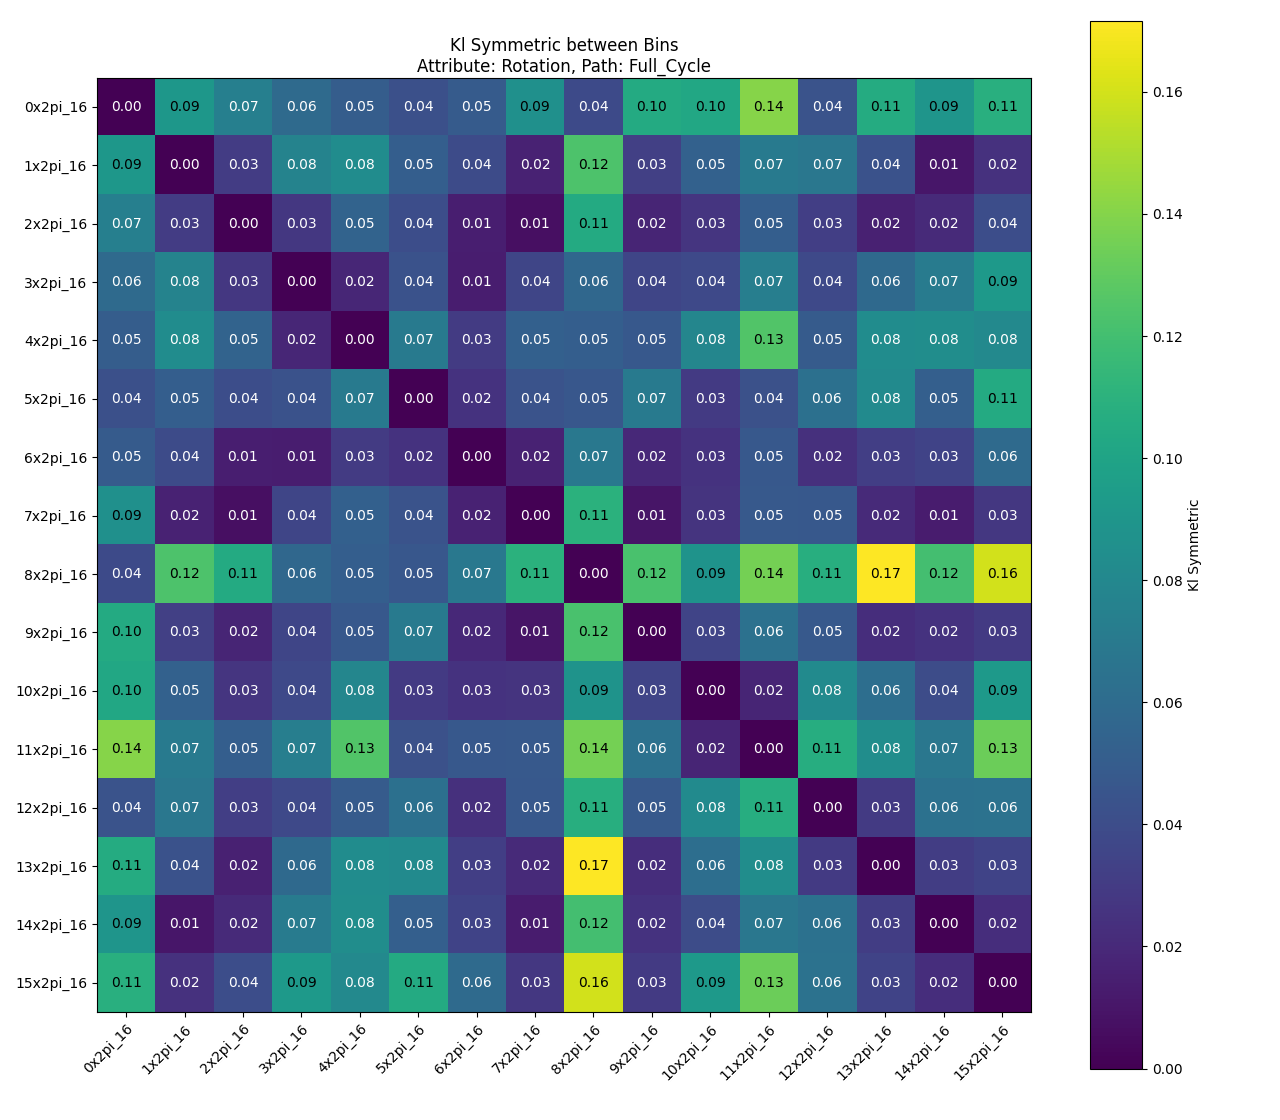 Kl Symmetric between Bins
Attribute: Rotation, Path: Full_Cycle
0x2pi_16 0.00 0.09 0.07 0.06 0.05 0.04 0.05 0.09 0.04 0.10 0.10 0.14 0.04 0.11 0.09 0.11
1x2pi_16 0.09 0.00 0.03 0.08 0.08 0.05 0.04 0.02 0.12 0.03 0.05 0.07 0.07 0.04 0.01 0.02
2x2pi_16 0.07 0.03 0.00 0.03 0.05 0.04 0.01 0.01 0.11 0.02 0.03 0.05 0.03 0.02 0.02 0.04
3x2pi_16 0.06 0.08 0.03 0.00 0.02 0.04 0.01 0.04 0.06 0.04 0.04 0.07 0.04 0.06 0.07 0.09
4x2pi_16 0.05 0.08 0.05 0.02 0.00 0.07 0.03 0.05 0.05 0.05 0.08 0.13 0.05 0.08 0.08 0.08
5x2pi_16 0.04 0.05 0.04 0.04 0.07 0.00 0.02 0.04 0.05 0.07 0.03 0.04 0.06 0.08 0.05 0.11
6x2pi_16 0.05 0.04 0.01 0.01 0.03 0.02 0.00 0.02 0.07 0.02 0.03 0.05 0.02 0.03 0.03 0.06
7x2pi_16 0.09 0.02 0.01 0.04 0.05 0.04 0.02 0.00 0.11 0.01 0.03 0.05 0.05 0.02 0.01 0.03
8x2pi_16 0.04 0.12 0.11 0.06 0.05 0.05 0.07 0.11 0.00 0.12 0.09 0.14 0.11 0.17 0.12 0.16
9x2pi_16 0.10 0.03 0.02 0.04 0.05 0.07 0.02 0.01 0.12 0.00 0.03 0.06 0.05 0.02 0.02 0.03
10x2pi_16 0.10 0.05 0.03 0.04 0.08 0.03 0.03 0.03 0.09 0.03 0.00 0.02 0.08 0.06 0.04 0.09
11x2pi_16 0.14 0.07 0.05 0.07 0.13 0.04 0.05 0.05 0.14 0.06 0.02 0.00 0.11 0.08 0.07 0.13
12x2pi_16 0.04 0.07 0.03 0.04 0.05 0.06 0.02 0.05 0.11 0.05 0.08 0.11 0.00 0.03 0.06 0.06
13x2pi_16 0.11 0.04 0.02 0.06 0.08 0.08 0.03 0.02 0.17 0.02 0.06 0.08 0.03 0.00 0.03 0.03
14x2pi_16 0.09 0.01 0.02 0.07 0.08 0.05 0.03 0.01 0.12 0.02 0.04 0.07 0.06 0.03 0.00 0.02
15x2pi_16 0.11 0.02 0.04 0.09 0.08 0.11 0.06 0.03 0.16 0.03 0.09 0.13 0.06 0.03 0.02 0.00
0x2pi_16 1x2pi_16 2x2pi_16 3x2pi_16 4x2pi_16 5x2pi_16 6x2pi_16 7x2pi_16 8x2pi_16 9x2pi_16 10x2pi_16 11x2pi_16 12x2pi_16 13x2pi_16 14x2pi_16 15x2pi_16
0.16
0.14
0.12
0.10
0.08
0.06
0.04
0.02
0.00
Kl Symmetric